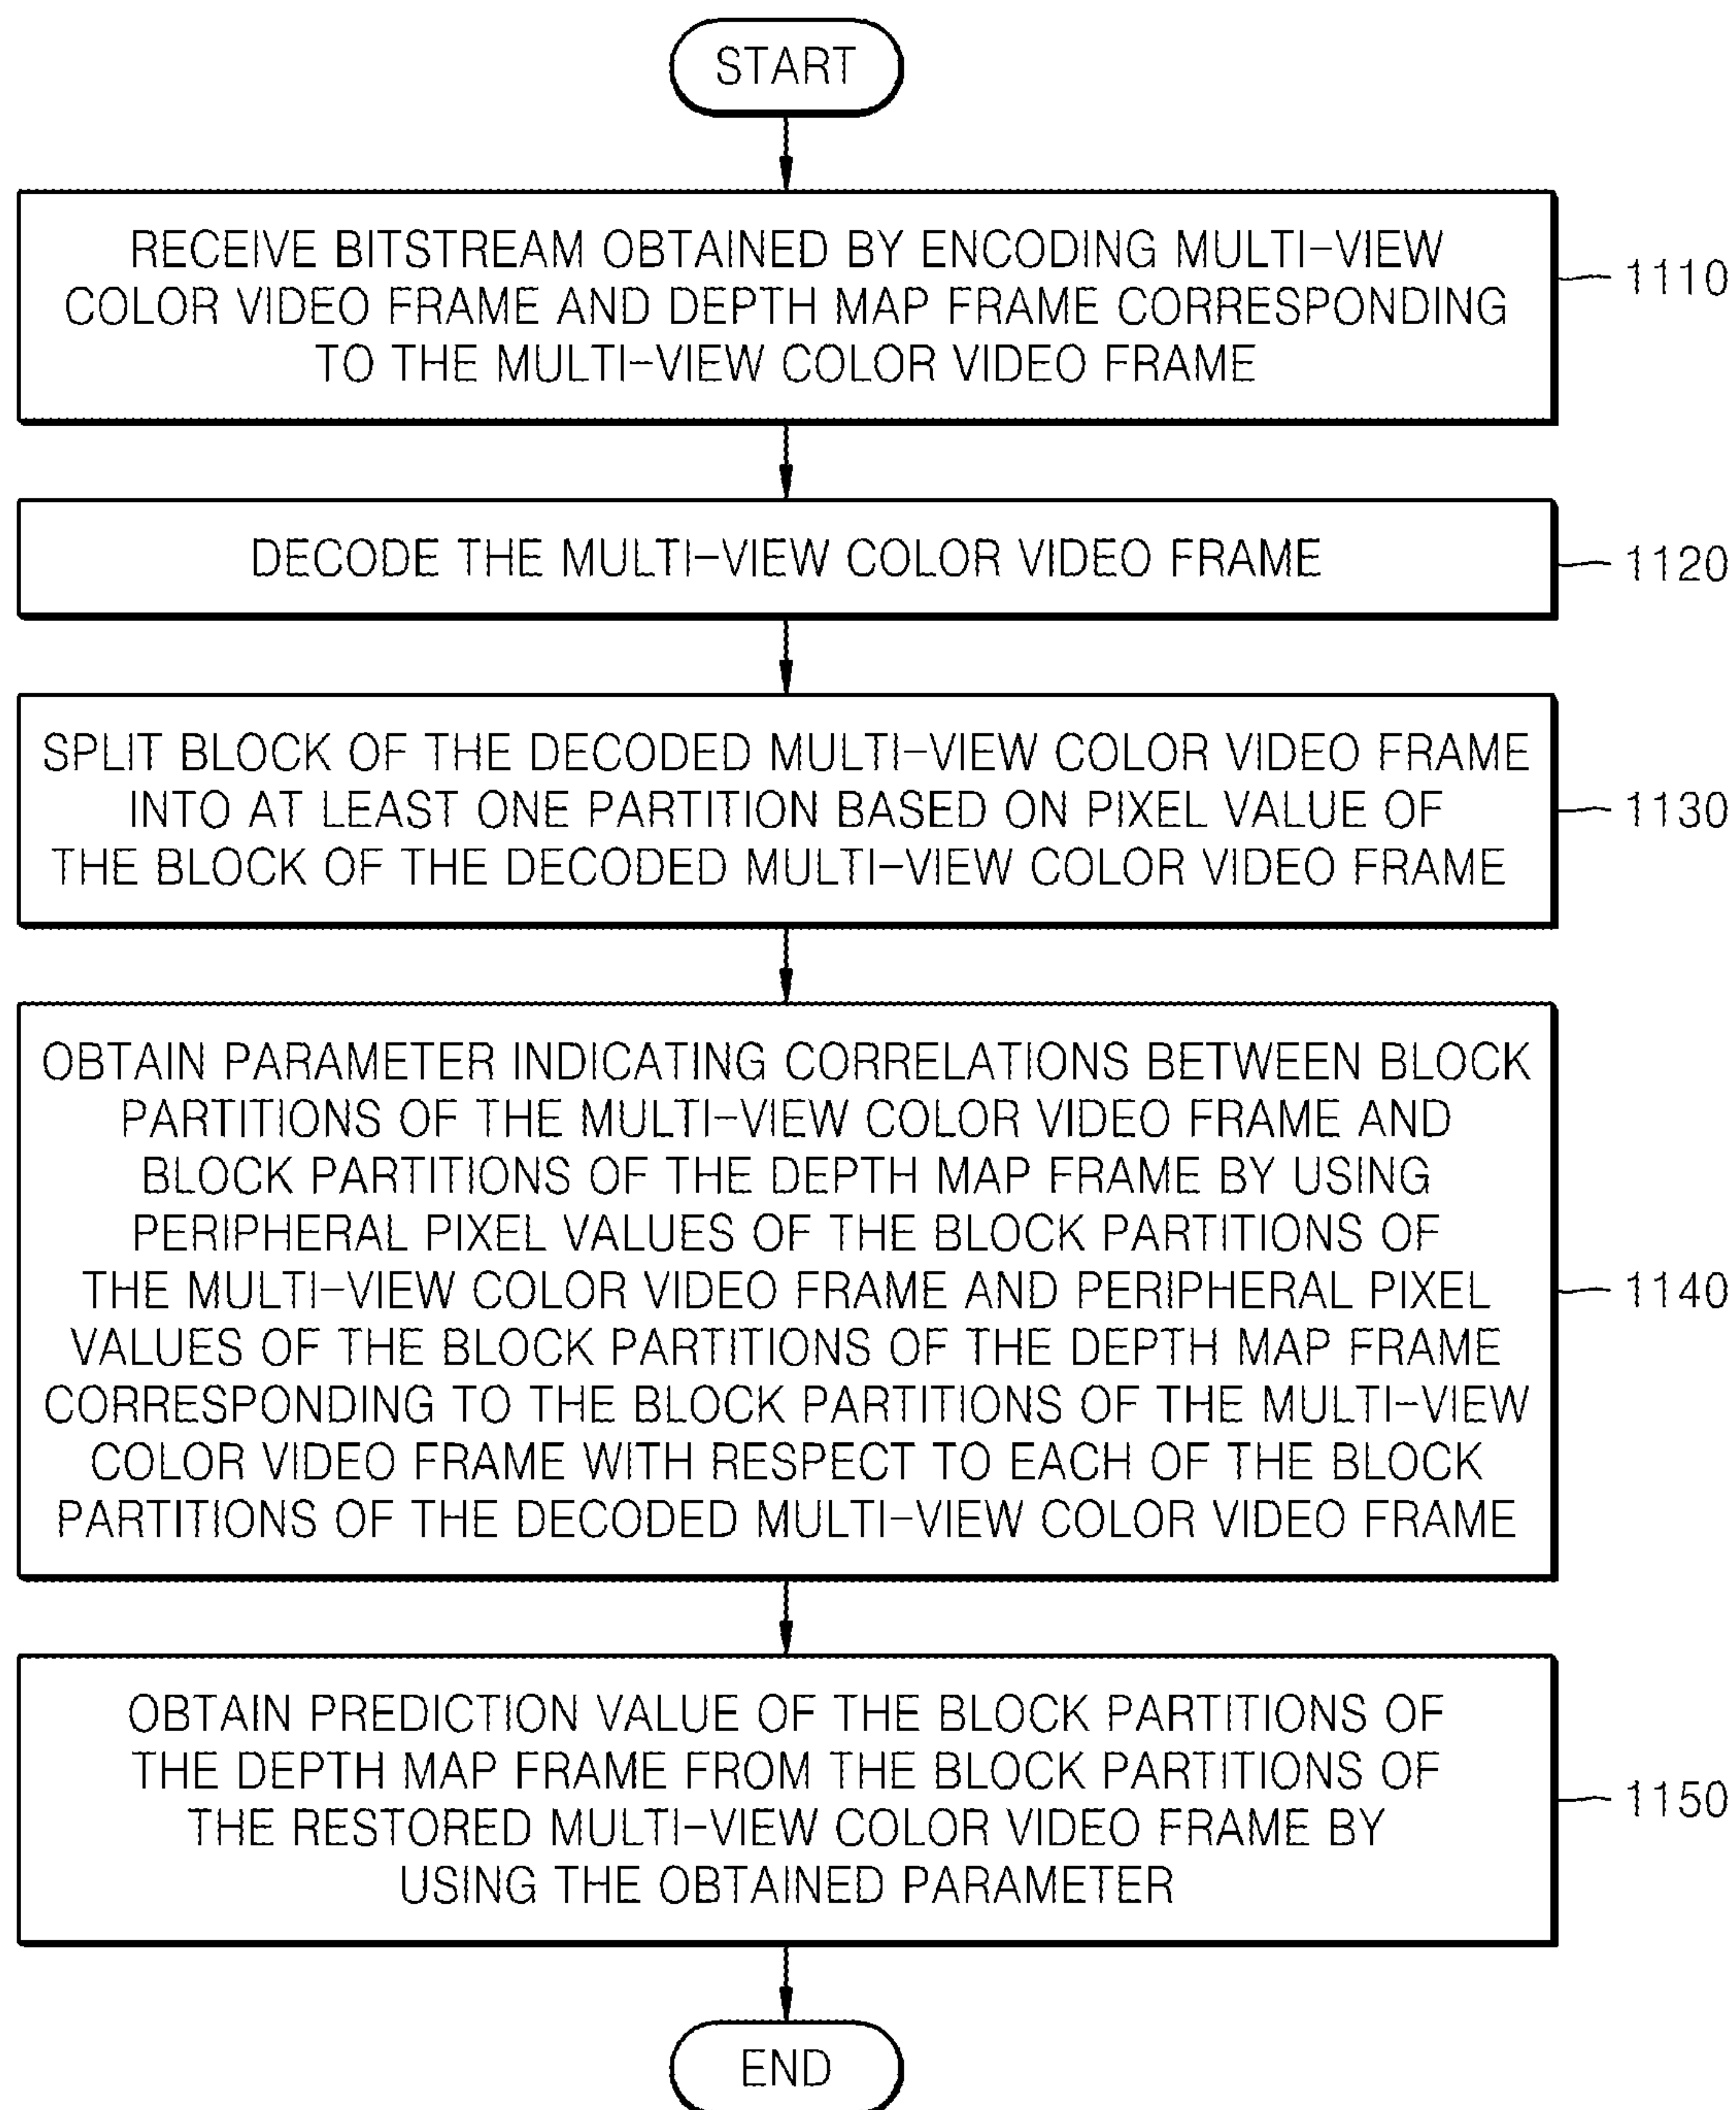 START
RECEIVE BITSTREAM OBTAINED BY ENCODING MULTI-VIEW
COLOR VIDEO FRAME AND DEPTH MAP FRAME CORRESPONDING
TO THE MULTI-VIEW COLOR VIDEO FRAME
1110
DECODE THE MULTI-VIEW COLOR VIDEO FRAME
1120
SPLIT BLOCK OF THE DECODED MULTI-VIEW COLOR VIDEO FRAME
INTO AT LEAST ONE PARTITION BASED ON PIXEL VALUE OF
THE BLOCK OF THE DECODED MULTI-VIEW COLOR VIDEO FRAME
1130
OBTAIN PARAMETER INDICATING CORRELATIONS BETWEEN BLOCK
PARTITIONS OF THE MULTI-VIEW COLOR VIDEO FRAME AND
BLOCK PARTITIONS OF THE DEPTH MAP FRAME BY USING
PERIPHERAL PIXEL VALUES OF THE BLOCK PARTITIONS OF
THE MULTI-VIEW COLOR VIDEO FRAME AND PERIPHERAL PIXEL
VALUES OF THE BLOCK PARTITIONS OF THE DEPTH MAP FRAME
CORRESPONDING TO THE BLOCK PARTITIONS OF THE MULTI-VIEW
COLOR VIDEO FRAME WITH RESPECT TO EACH OF THE BLOCK
PARTITIONS OF THE DECODED MULTI-VIEW COLOR VIDEO FRAME
1140
OBTAIN PREDICTION VALUE OF THE BLOCK PARTITIONS OF
THE DEPTH MAP FRAME FROM THE BLOCK PARTITIONS OF
THE RESTORED MULTI-VIEW COLOR VIDEO FRAME BY
USING THE OBTAINED PARAMETER
1150
END